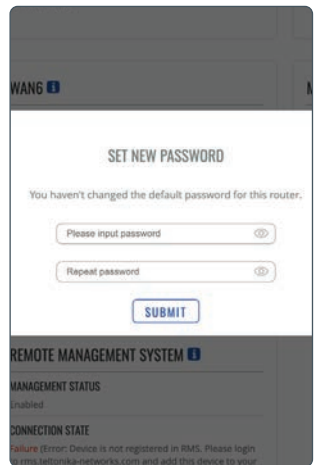 WAN6
M
SET NEW PASSWORD
You haven't changed the default password for this router.
Please input password
Repeat password
SUBMIT
REMOTE MANAGEMENT SYSTEM
MANAGEMENT STATUS
Enabled
CONNECTION STATE
Failure (Error: Device is not registered in RMS. Please login
to rms.teltonika-networks.com and add this device to your